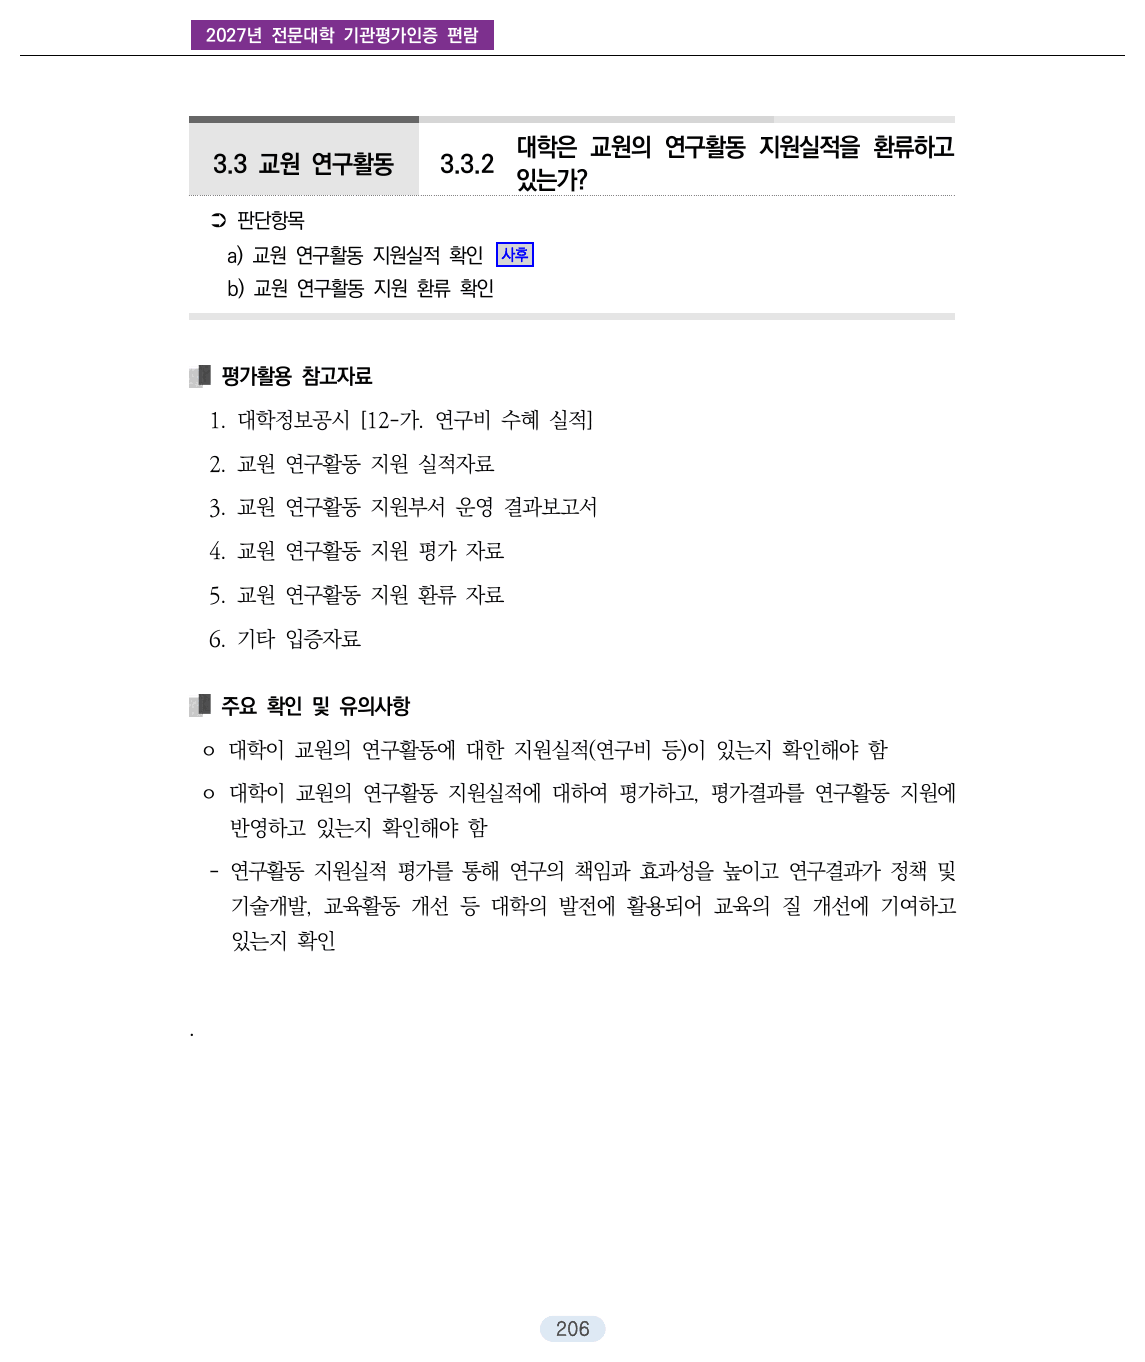 2027년 전문대학 기관평가인증 편람
3.3 교원 연구활동
3.3.2
대학은 교원의 연구활동 지원실적을 환류하고
있는가?
➲ 판단항목
a) 교원 연구활동 지원실적 확인 사후
b) 교원 연구활동 지원 환류 확인
평가활용 참고자료
1. 대학정보공시 [12-가. 연구비 수혜 실적]
2. 교원 연구활동 지원 실적자료
3. 교원 연구활동 지원부서 운영 결과보고서
4. 교원 연구활동 지원 평가 자료
5. 교원 연구활동 지원 환류 자료
6. 기타 입증자료
주요 확인 및 유의사항
ㅇ 대학이 교원의 연구활동에 대한 지원실적(연구비 등)이 있는지 확인해야 함
ㅇ 대학이 교원의 연구활동 지원실적에 대하여 평가하고, 평가결과를 연구활동 지원에
반영하고 있는지 확인해야 함
- 연구활동 지원실적 평가를 통해 연구의 책임과 효과성을 높이고 연구결과가 정책 및
기술개발, 교육활동 개선 등 대학의 발전에 활용되어 교육의 질 개선에 기여하고
있는지 확인
.
206